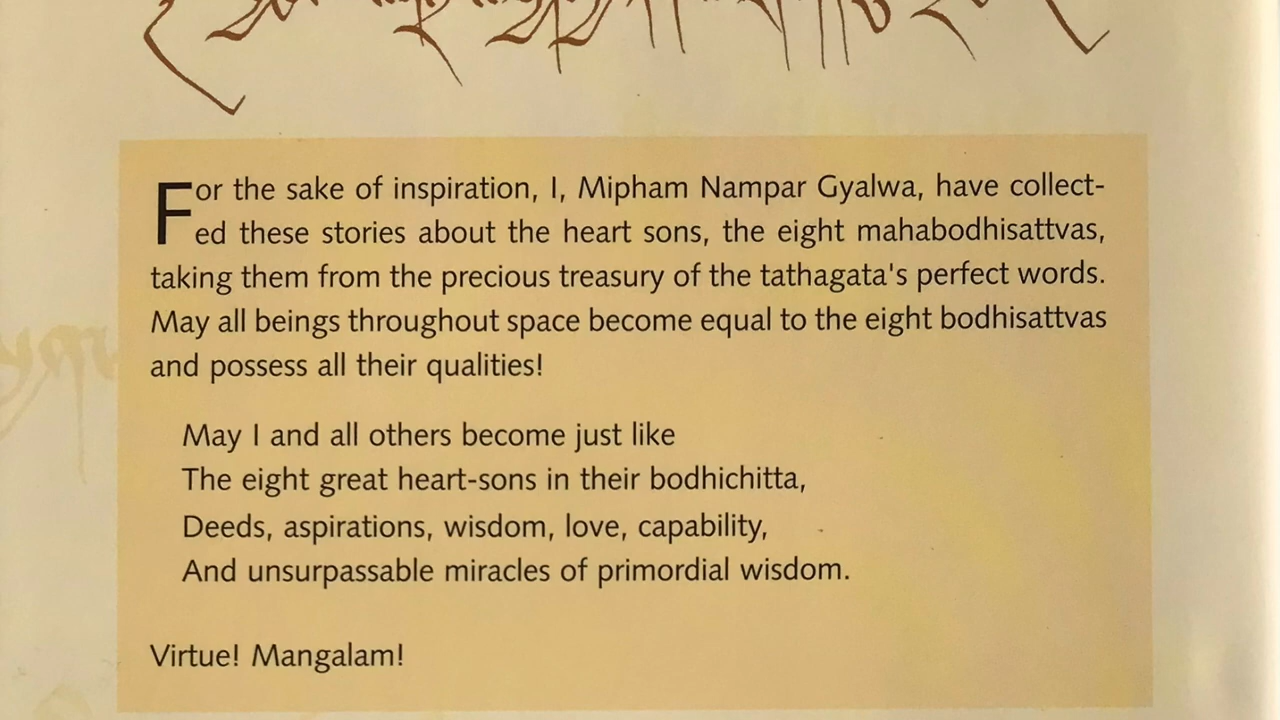 For the sake of inspiration, I, Mipham Nampar Gyalwa, have collect-
ed these stories about the heart sons, the eight mahabodhisattvas,
taking them from the precious treasury of the tathagata's perfect words.
May all beings throughout space become equal to the eight bodhisattvas
and possess all their qualities!
May I and all others become just like
The eight great heart-sons in their bodhichitta,
Deeds, aspirations, wisdom, love, capability,
And unsurpassable miracles of primordial wisdom.
Virtue! Mangalam!